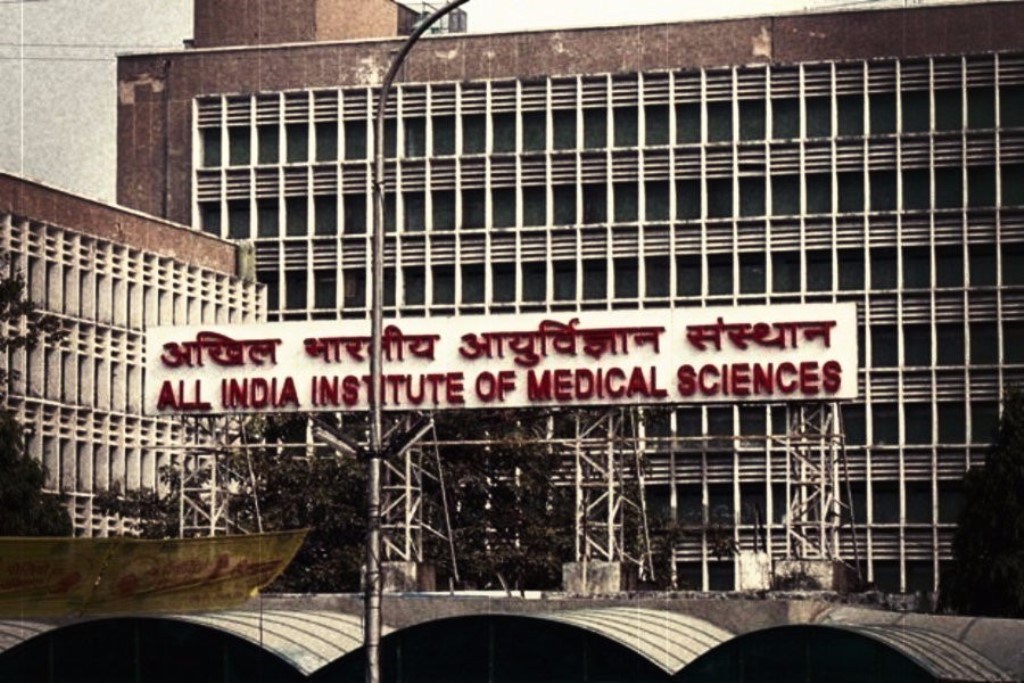 अखिल भारतीय आयुर्विज्ञान संस्थान
ALL INDIA INSTITUTE OF MEDICAL SCIENCES